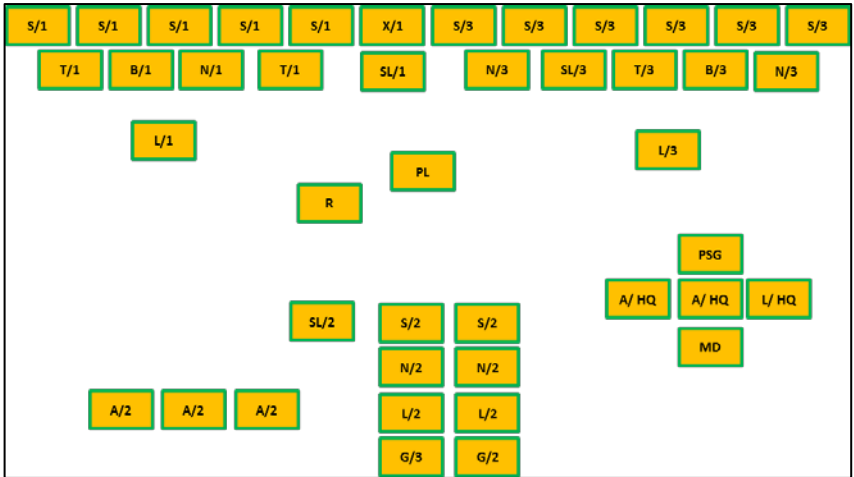 S/1 S/1 S/1 S/1 S/1 X/1 S/3 S/3 S/3 S/3 S/3 S/3
T/1 B/1 N/1 T/1 SL/1 N/3 SL/3 T/3 B/3 N/3
L/1 L/3
PL
R
PSG
A/ HQ A/ HQ L/ HQ
SL/2 S/2 S/2
MD
N/2 N/2
A/2 A/2 A/2 L/2 L/2
G/3 G/2